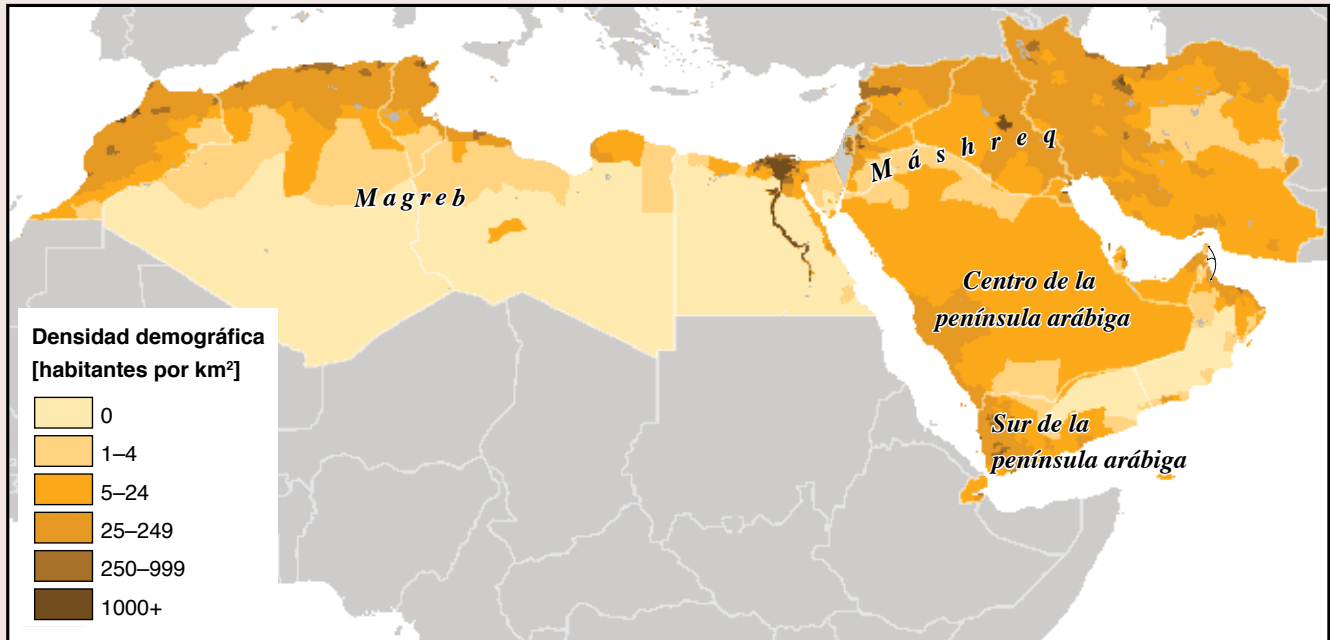 Magreb
Máshreq
Centro de la
península arábiga
Sur de la
península arábiga
Densidad demográfica
[habitantes por km²]
0
1–4
5–24
25–249
250–999
1000+